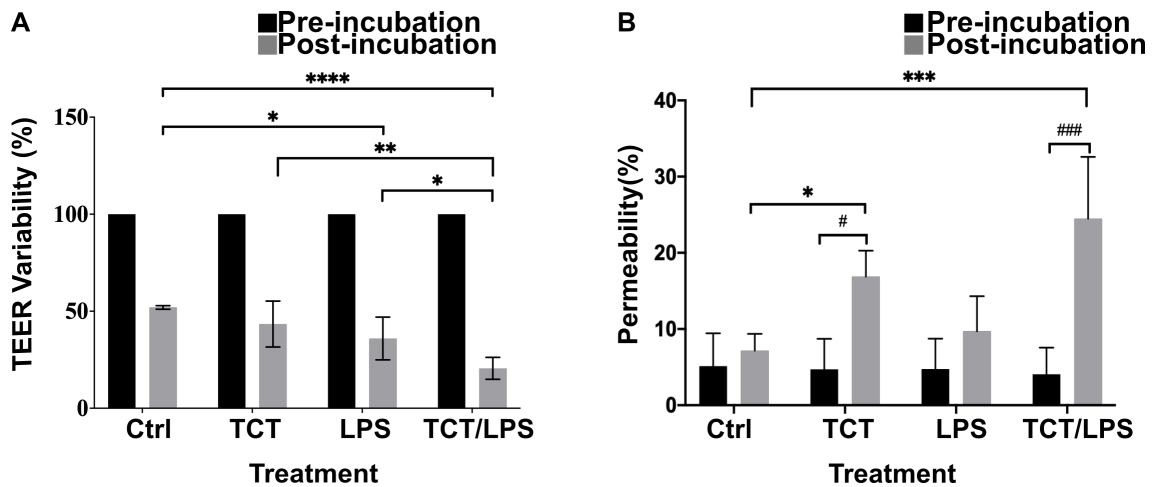 A
Pre-incubation
Post-incubation
TEER Variability (%)
150
100
50
0
****
*
**
*
Ctrl
TCT
LPS
TCT/LPS
Treatment
B
Pre-incubation
Post-incubation
Permeability(%)
40
30
20
10
0
***
###
*
#
Ctrl
TCT
LPS
TCT/LPS
Treatment